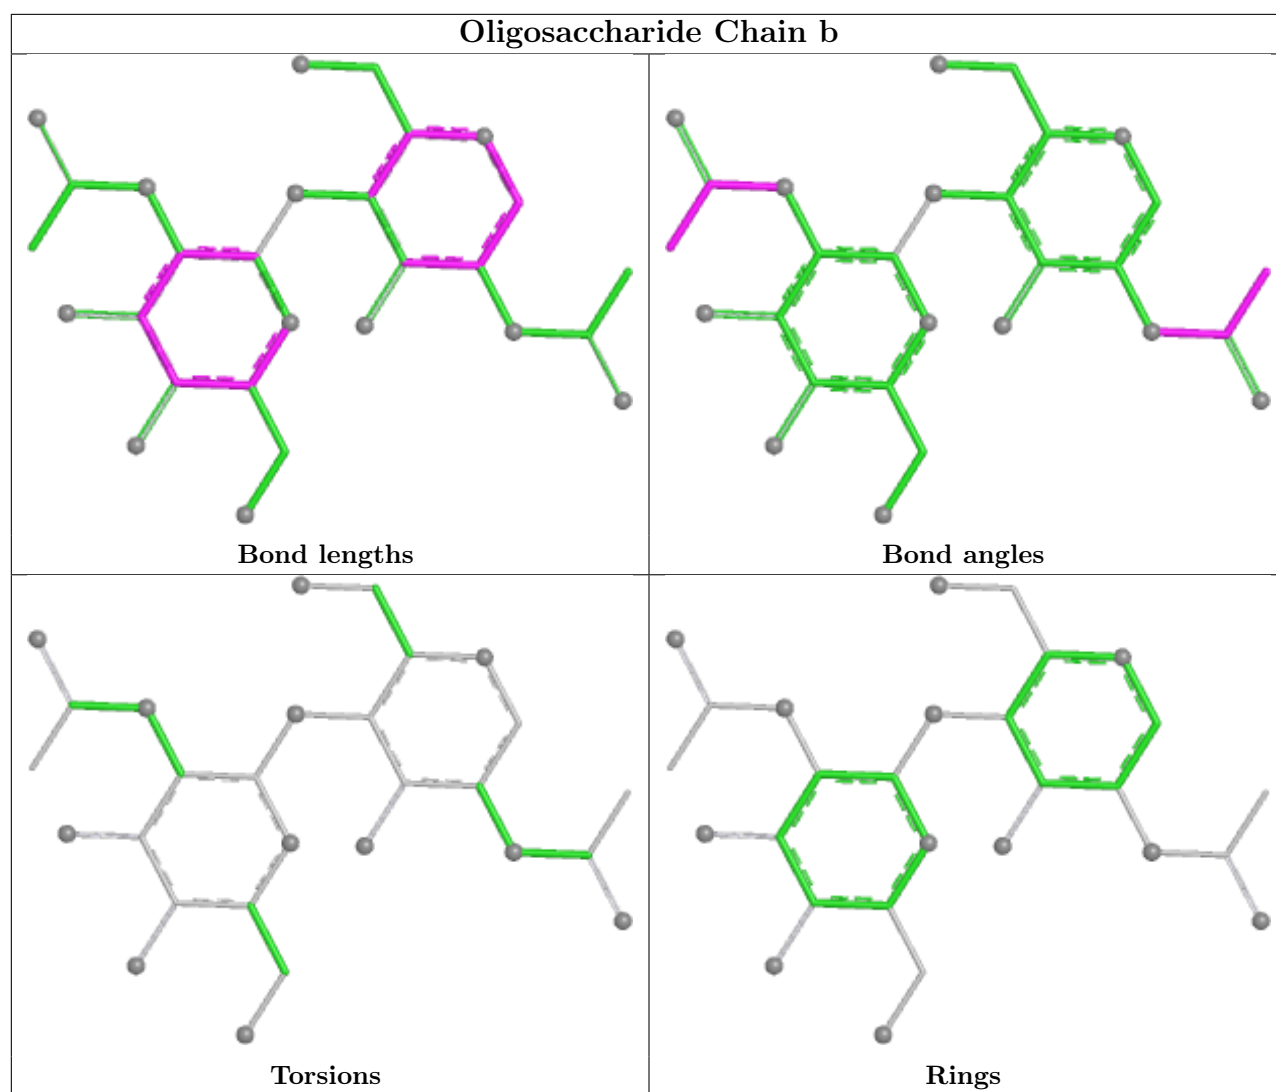 Oligosaccharide Chain b
Bond lengths
Bond angles
Torsions
Rings